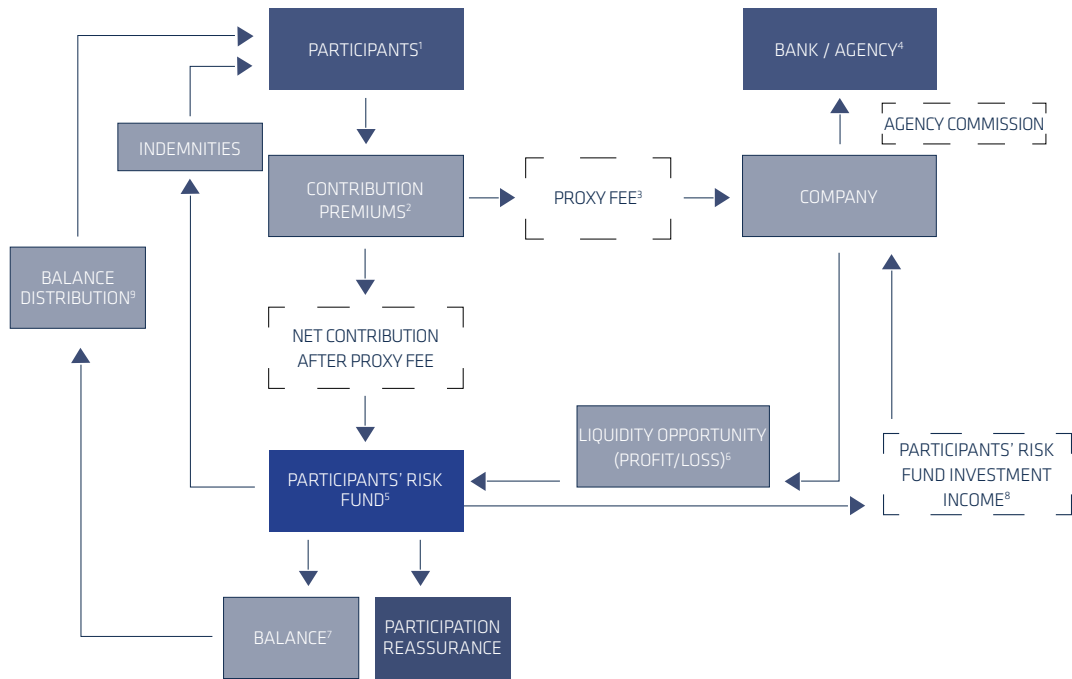 PARTICIPANTS¹
BANK / AGENCY⁴
AGENCY COMMISSION
INDEMNITIES
CONTRIBUTION
PREMIUMS²
PROXY FEE³
COMPANY
BALANCE
DISTRIBUTION⁹
NET CONTRIBUTION
AFTER PROXY FEE
LIQUIDITY OPPORTUNITY
(PROFIT/LOSS)⁶
PARTICIPANTS’ RISK
FUND INVESTMENT
INCOME⁸
PARTICIPANTS’ RISK
FUND⁵
BALANCE⁷
PARTICIPATION
REASSURANCE